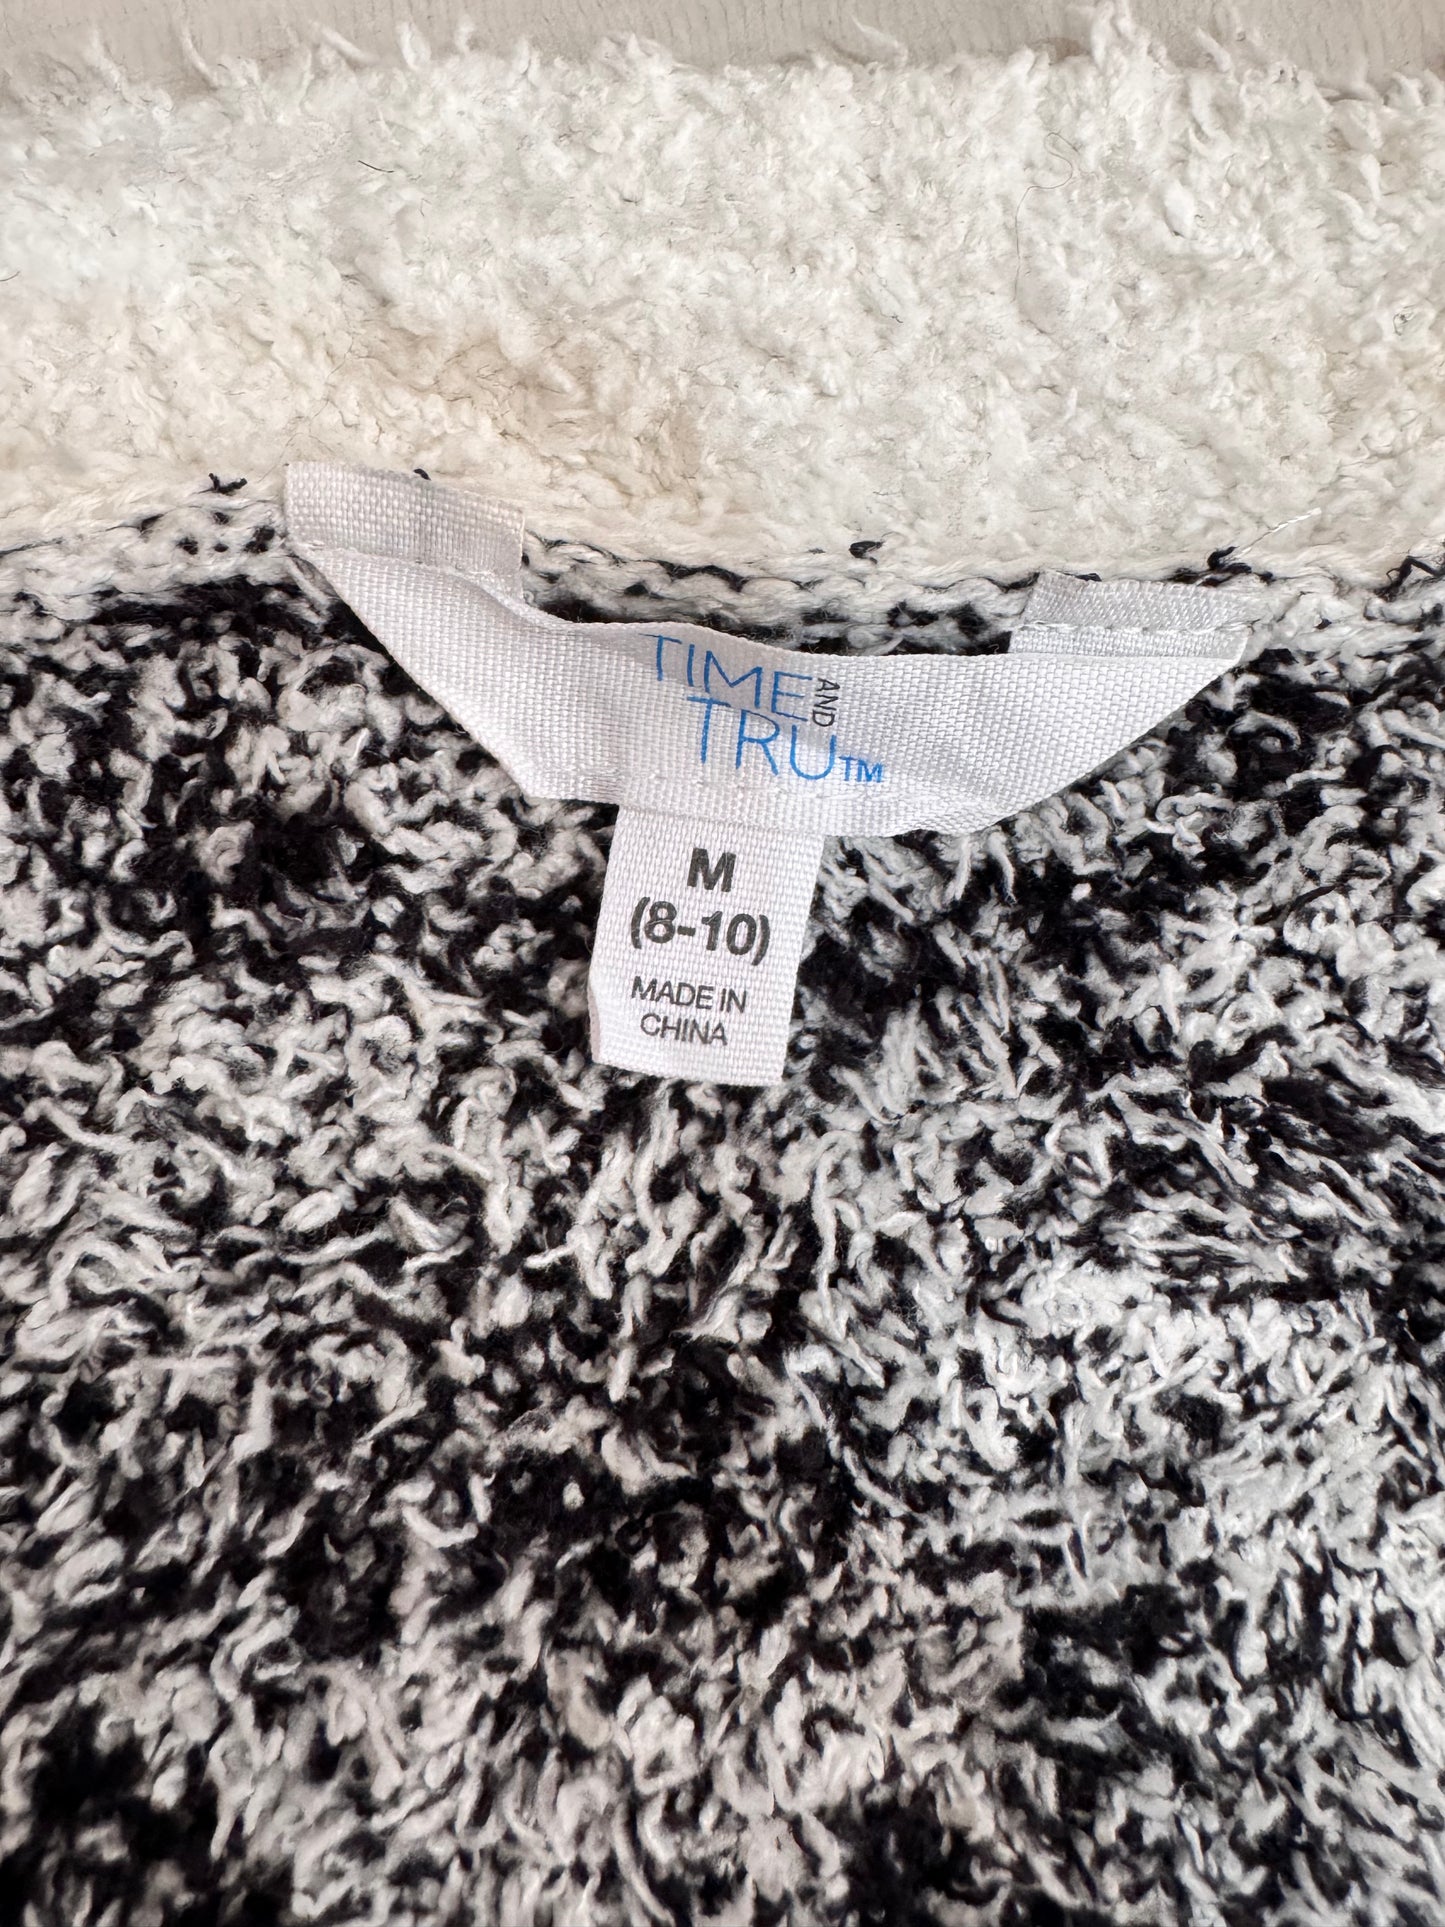 TIME AND
TRU™
M
(8-10)
MADE IN
CHINA